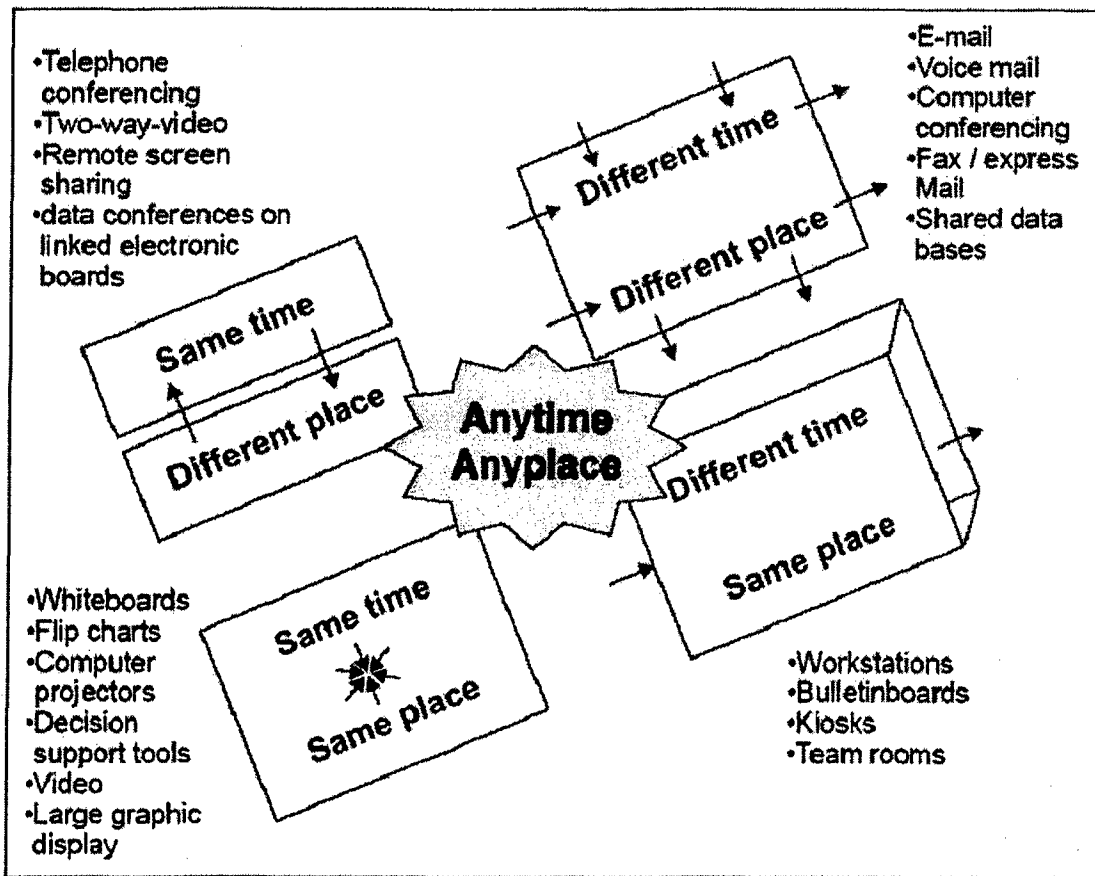 •Telephone
conferencing
•Two-way-video
•Remote screen
sharing
•data conferences on
linked electronic
boards
•E-mail
•Voice mail
•Computer
conferencing
•Fax / express
Mail
•Shared data
bases
Different time
Different place
Same time
Different place
Anytime
Anyplace
Different time
Same place
Same time
Same place
•Whiteboards
•Flip charts
•Computer
projectors
•Decision
support tools
•Video
•Large graphic
display
•Workstations
•Bulletinboards
•Kiosks
•Team rooms